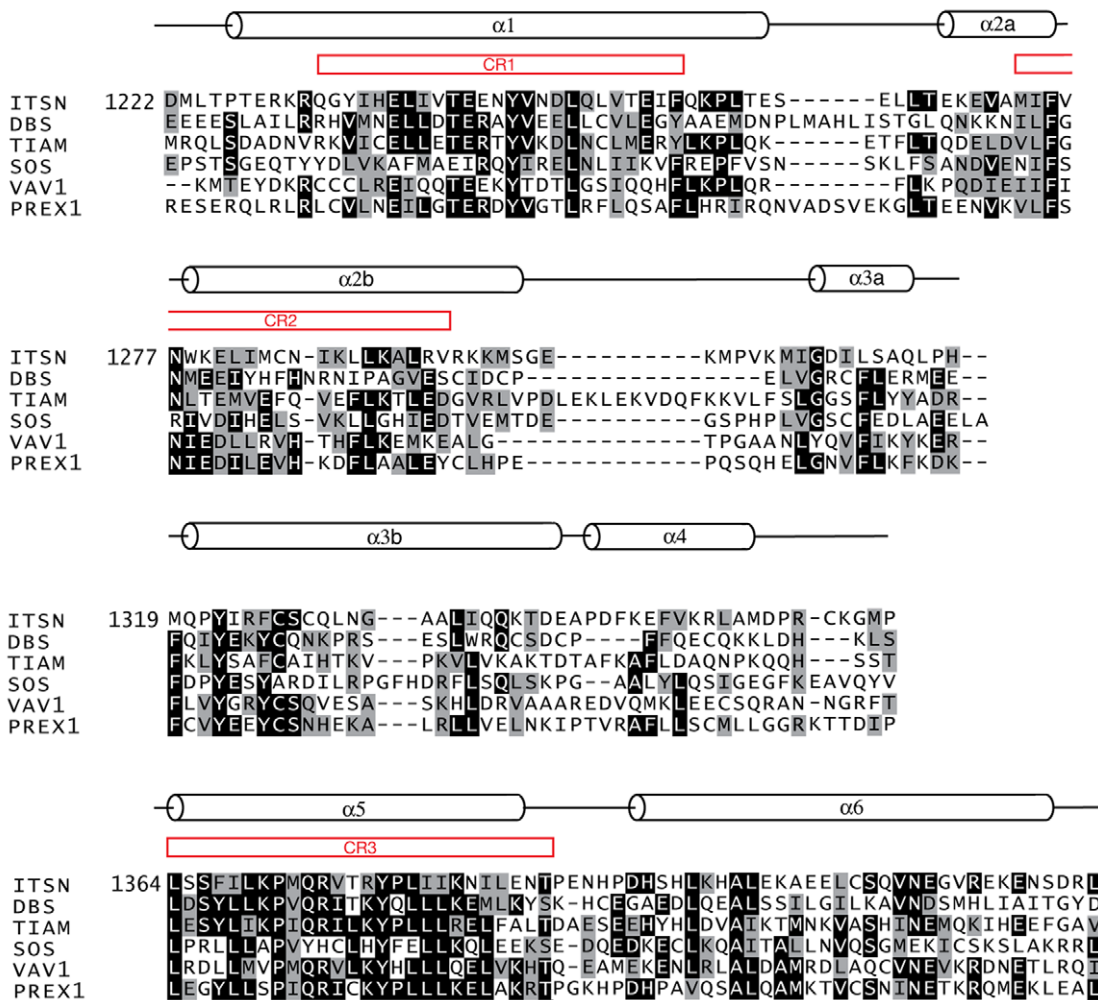 α1 α2a
CR1
ITSN 1222 DMLTPTERKRQGYIHELIVTEENYVNDLQLVTEIFQKPLTES------ELLTEKEVAMIFV
DBS EEEESLAILRRHVMNELLDTERAYVEELLCVLEGYAAEMDNPLMAHLISTGLQNKKNILFG
TIAM MRQLSDADNVRKVICELLETERTYVKDLNCLMERYLKPLQK------ETFLTQDELDVLFG
SOS EPSTSGEQTYYDLVKAFMAEIRQYIRELNLIIKVFREPFVSN-----SKLFSANDVENIFS
VAV1 --KMTEYDKRCCCLREIQQTEEKYTDTLGSIQQHFLKPLQR------FLKPQDIEIIFI
PREX1 RESERQLRLRLCVLNEILGTERDYVGTLRFLQSAFLHRIRQNVADSVEKGLTEENVKVLFS
α2b α3a
CR2
ITSN 1277 NWKELIMCN-IKLLKALRVRKKMSGE------------KMPVKMIGDILSAQLPH--
DBS NMEEIYHFHNRNIPAGVESCIDCP----------------ELVGRCFLERMEE--
TIAM NLTEMVEFQ-VEFLKTLEDGVRLVPDLEKLEKVDQFKKVLFSLGGSFLYYADR--
SOS RIVDIHELS-VKLLGHIEDTVEMTDE------------GSPHPLVGSCFEDLAEELA
VAV1 NIEDLLRVH-THFLKEMKEALG--------------TPGAANLYQVFIKYKER--
PREX1 NIEDILEVH-KDFLAALEYCLHPE------------PQSQHELGNVFLKFKDK--
α3b α4
ITSN 1319 MQPYIRFCSCQLNG---AALIQQKTDEAPDFKEFVKRLAMDPR-CKGMP
DBS FQIYEKYCQNKPRS---ESLWRQCSDCP----FFQECQKKLDH--KLS
TIAM FKLYSAFCAIHTKV---PKVLVKAKTDTAFKAFLDAQNPKQQH---SST
SOS FDPYESYARDILRPGFHDRFLSQLSKPG--AALYLQSIGEGFKEAVQYV
VAV1 FLVYGRYCSQVESA---SKHLDRVAAAREDVQMKLEECSQRAN-NGRFT
PREX1 FCVYEEYCSNHEKA---LRLLVELNKIPTVRAFLLSCMLLGGRKTTDIP
α5 α6
CR3
ITSN 1364 LSSFILKPMQRVTRYPLIIKNILENTPENHPDHSHLKHALEKAEELCSQVNEGVREKENSDRL
DBS LDSYLLKPVQRITKYQLLLKEMLKYSK-HCEGAEDLQEALSSILGILKAVNDSMHLIAITGYD
TIAM LESYLIKPIQRILKYPLLLRELFALTDAESEEHYHLDVAIKTMNKVASHINEMQKIHEEFGAV
SOS LPRLLLAPVYHCLHYFELLKQLEEKSE-DQEDKECLKQAITALLNVQSGMEKICSKSLAKRRL
VAV1 LRDLLMVPMQRVLKYHLLLQELVKHTQ-EAMEKENLRLALDAMRDLAQCVNEVKRDNETLRQI
PREX1 LEGYLLSPIQRICKYPLLLKELAKRTPGKHPDHPAVQSALQAMKTVCSNINETKRQMEKLEAL